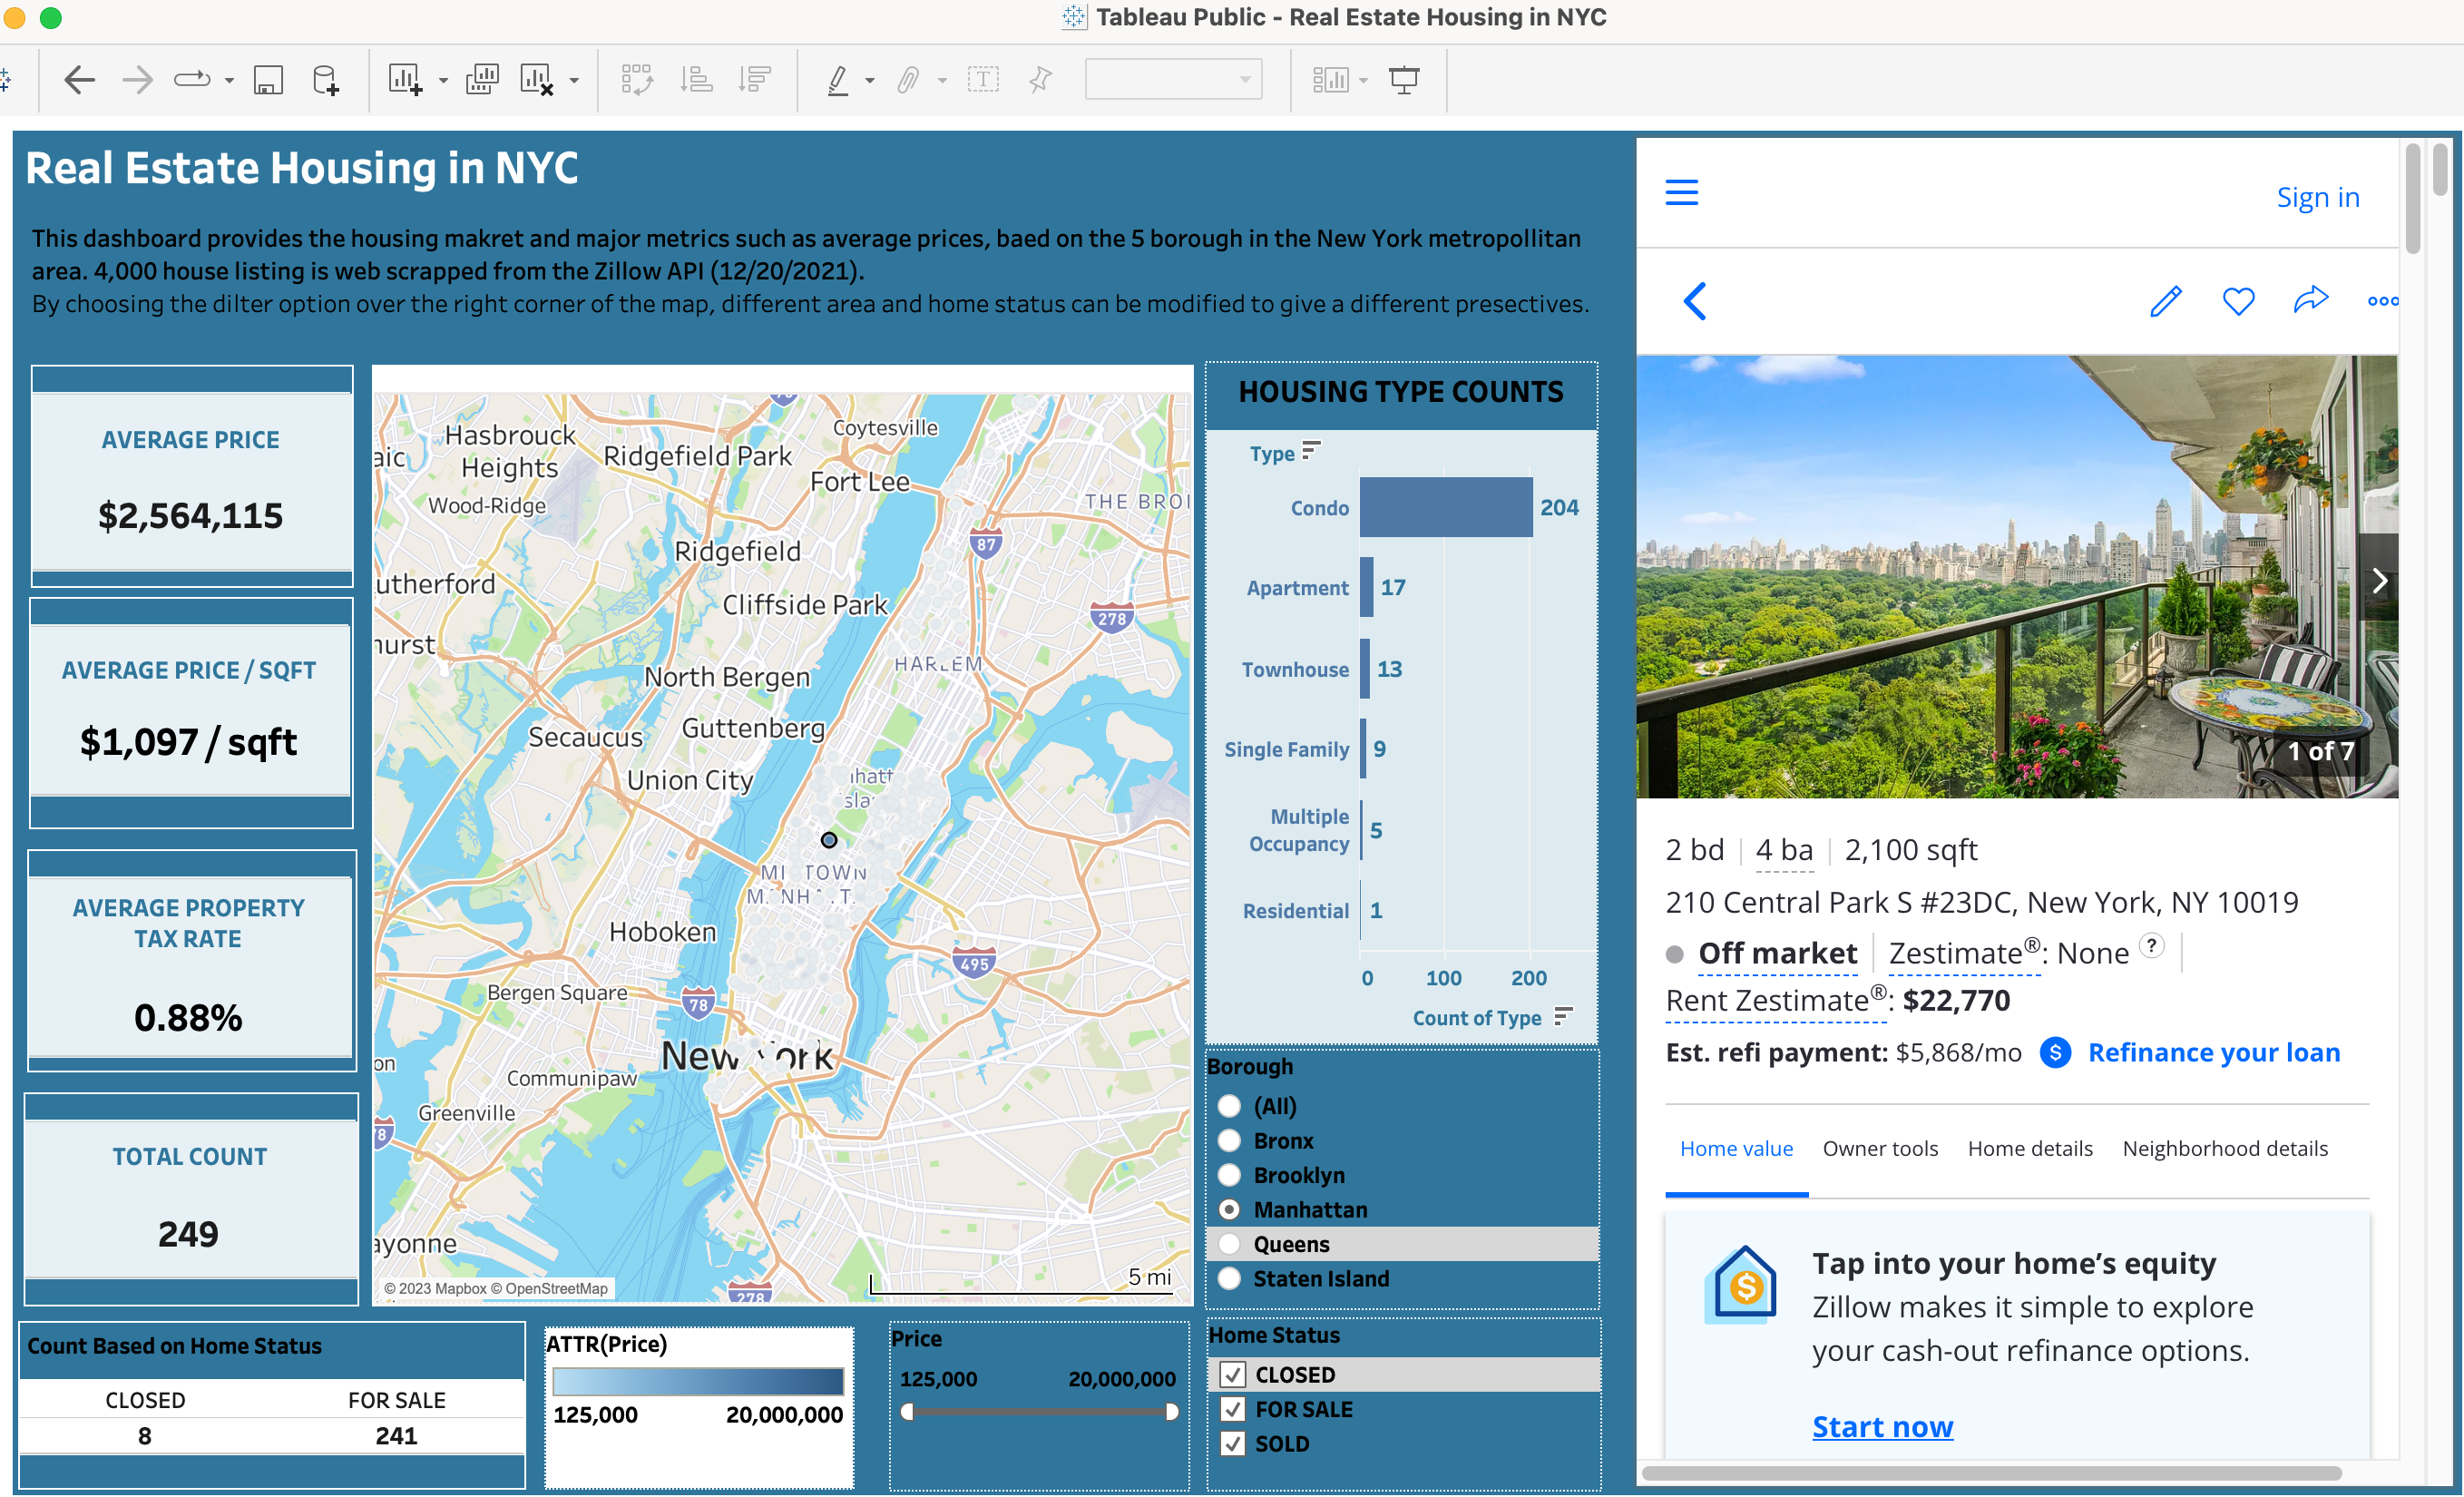 Tableau Public - Real Estate Housing in NYC
Real Estate Housing in NYC
This dashboard provides the housing makret and major metrics such as average prices, baed on the 5 borough in the New York metropollitan
area. 4,000 house listing is web scrapped from the Zillow API (12/20/2021).
By choosing the dilter option over the right corner of the map, different area and home status can be modified to give a different presectives.
AVERAGE PRICE
$2,564,115
AVERAGE PRICE / SQFT
$1,097 / sqft
AVERAGE PROPERTY
TAX RATE
0.88%
TOTAL COUNT
249
Coytesville
Hasbrouck
Heights
Ridgefield Park
Fort Lee
Wood-Ridge
THE BRO
87
Ridgefield
utherford
Cliffside Park
278
hurst
HARLEM
North Bergen
Guttenberg
Secaucus
Union City
Hoboken
495
Bergen Square
78
New York
Communipaw
Greenville
78
ayonne
5 mi
© 2023 Mapbox © OpenStreetMap
278
HOUSING TYPE COUNTS
Type
Condo 204
Apartment 17
Townhouse 13
Single Family 9
Multiple
Occupancy 5
Residential 1
0 100 200
Count of Type
Borough
(All)
Bronx
Brooklyn
Manhattan
Queens
Staten Island
Count Based on Home Status
CLOSED FOR SALE
8 241
ATTR(Price)
125,000 20,000,000
Price
125,000 20,000,000
Home Status
CLOSED
FOR SALE
SOLD
Sign in
1 of 7
2 bd 4 ba 2,100 sqft
210 Central Park S #23DC, New York, NY 10019
Off market Zestimate®: None ?
Rent Zestimate®: $22,770
Est. refi payment: $5,868/mo $ Refinance your loan
Home value Owner tools Home details Neighborhood details
Tap into your home’s equity
Zillow makes it simple to explore
your cash-out refinance options.
Start now